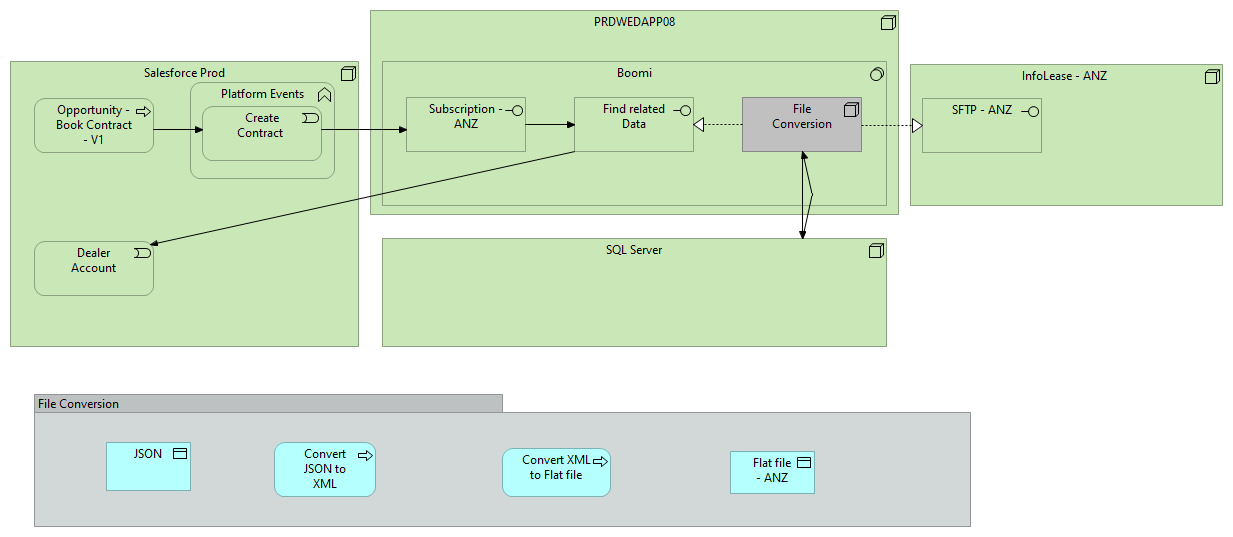 PRDWEDAPP08
Salesforce Prod
Boomi
InfoLease - ANZ
Opportunity -
Book Contract
- V1
Platform Events
Create
Contract
Subscription -
ANZ
Find related
Data
File
Conversion
SFTP - ANZ
Dealer
Account
SQL Server
File Conversion
JSON
Convert
JSON to
XML
Convert XML
to Flat file
Flat file
- ANZ